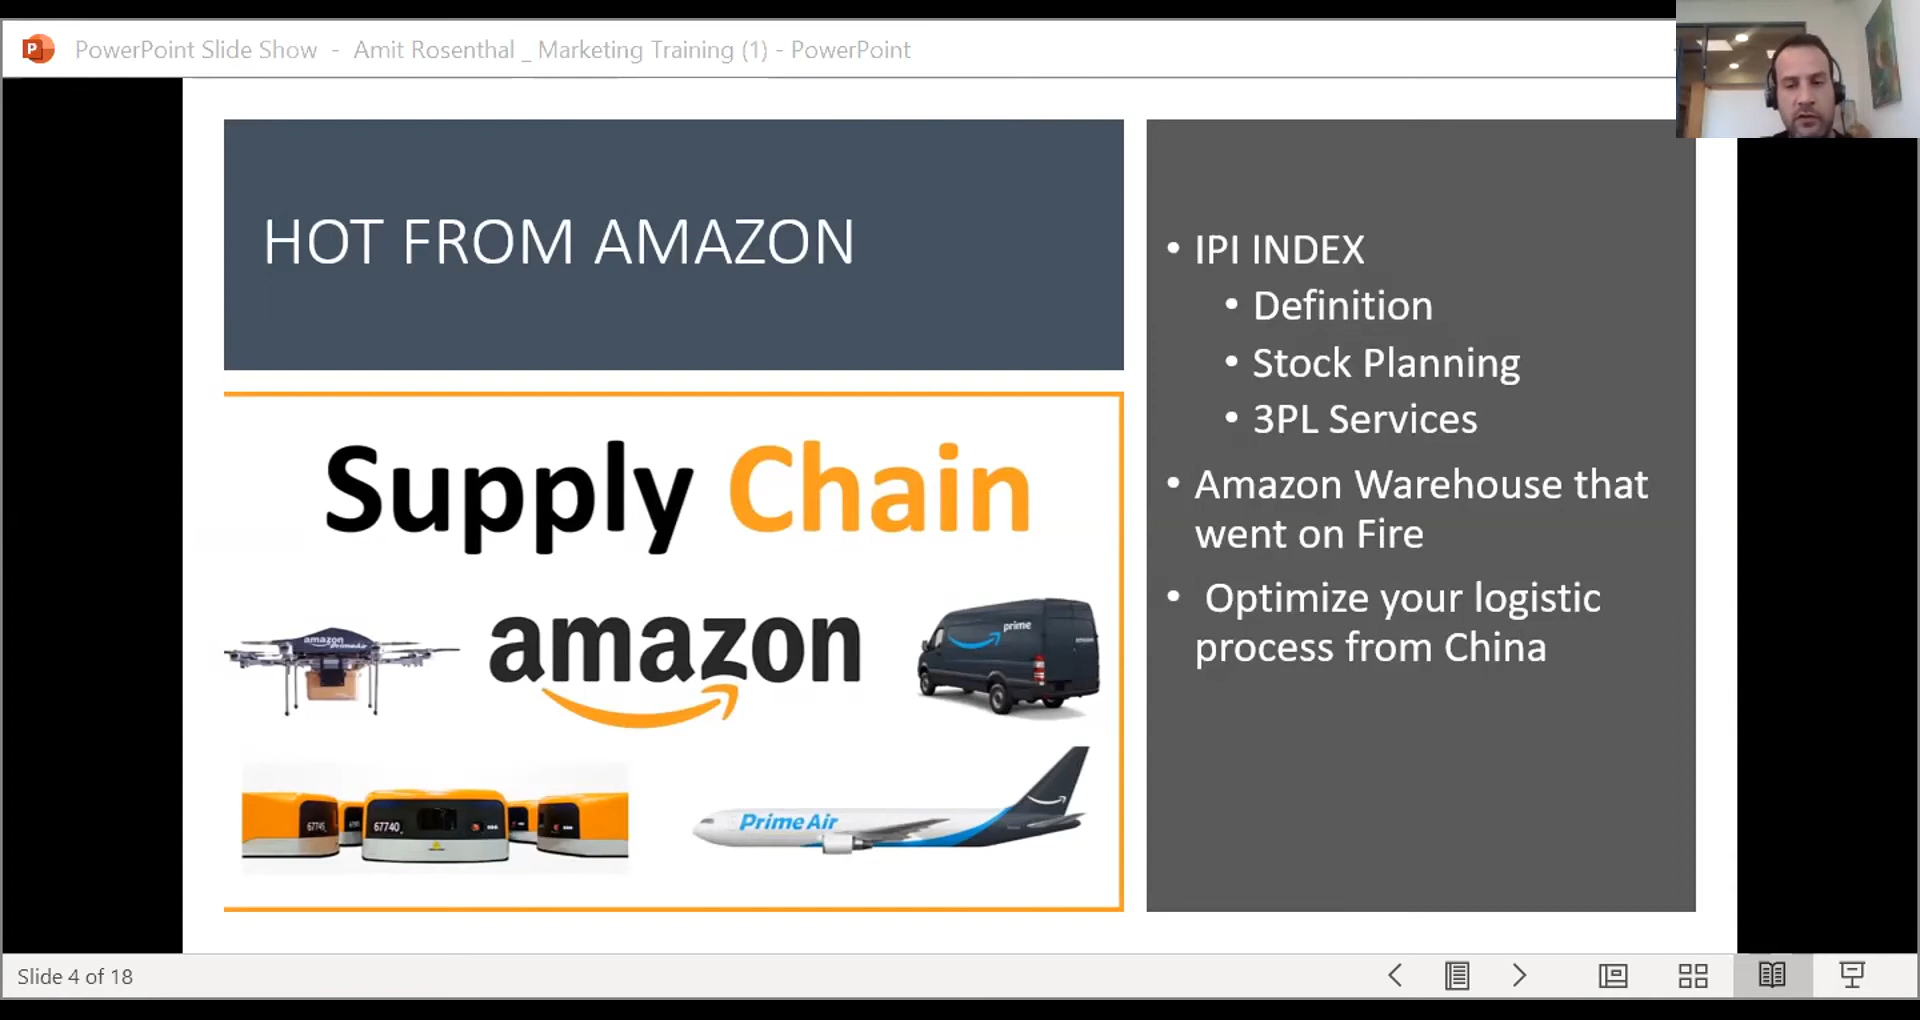 PowerPoint Slide Show - Amit Rosenthal _ Marketing Training (1) - PowerPoint
HOT FROM AMAZON
• IPI INDEX
• Definition
• Stock Planning
• 3PL Services
• Amazon Warehouse that
went on Fire
• Optimize your logistic
process from China
Supply Chain
amazon
PrimeAir
amazon
prime
amazon
67745
67740
Prime Air
Slide 4 of 18